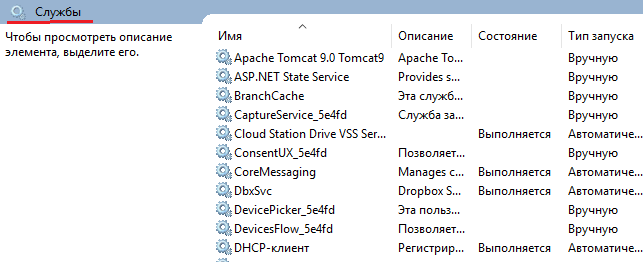 Службы
Чтобы просмотреть описание
элемента, выделите его.
Имя Описание Состояние Тип запуска
Apache Tomcat 9.0 Tomcat9 Apache To... Вручную
ASP.NET State Service Provides s... Вручную
BranchCache Эта служб... Вручную
CaptureService_5e4fd Служба за... Вручную
Cloud Station Drive VSS Ser... Выполняется Автоматиче...
ConsentUX_5e4fd Позволяет... Вручную
CoreMessaging Manages c... Выполняется Автоматиче...
DbxSvc Dropbox S... Выполняется Автоматиче...
DevicePicker_5e4fd Эта польз... Вручную
DevicesFlow_5e4fd Позволяет... Вручную
DHCP-клиент Регистрир... Выполняется Автоматиче...